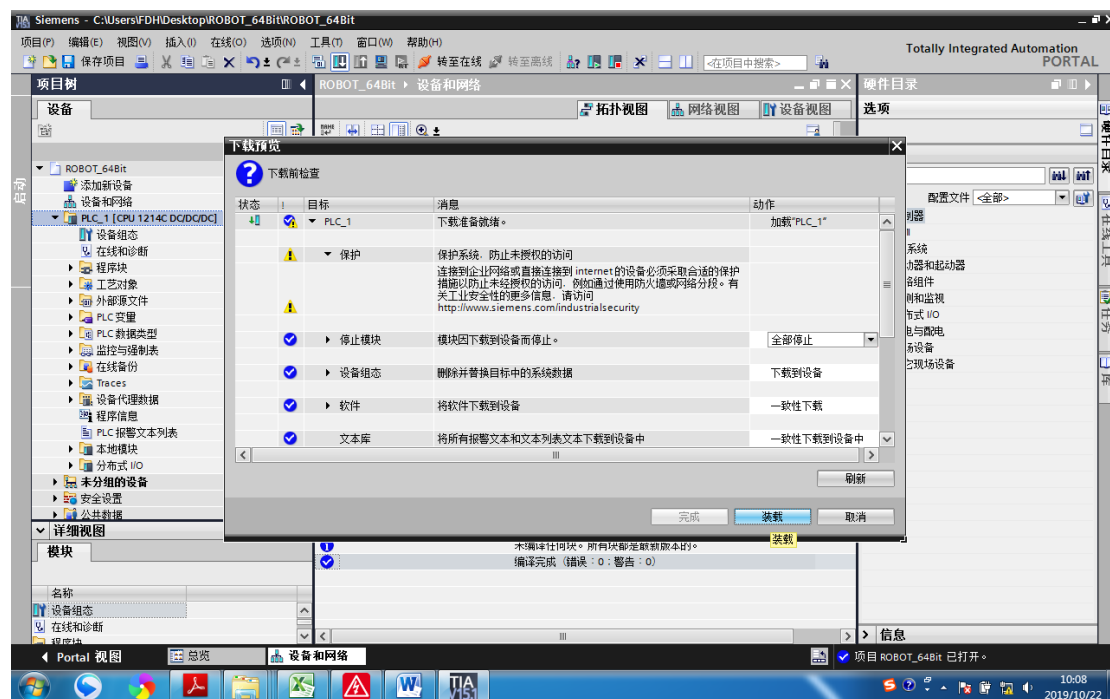 Siemens - C:\Users\FDH\Desktop\ROBOT_64Bit\ROBOT_64Bit
项目(P) 编辑(E) 视图(V) 插入(I) 在线(O) 选项(N) 工具(T) 窗口(W) 帮助(H)
Totally Integrated Automation
PORTAL
保存项目 转至在线 转至离线 <在项目中搜索>
项目树
ROBOT_64Bit 设备和网络
硬件目录
设备
拓扑视图 网络视图 设备视图
选项
启动
ROBOT_64Bit
添加新设备
设备和网络
PLC_1 [CPU 1214C DC/DC/DC]
设备组态
在线和诊断
程序块
工艺对象
外部源文件
PLC 变量
PLC 数据类型
监控与强制表
在线备份
Traces
设备代理数据
程序信息
PLC 报警文本列表
本地模块
分布式 I/O
未分组的设备
安全设置
公共数据
下载预览
下载前检查
状态 ! 目标 消息 动作
PLC_1 下载准备就绪。 加载"PLC_1"
保护 保护系统,防止未授权的访问
连接到企业网络或直接连接到 internet 的设备必须采取合适的保护
措施以防止未经授权的访问,例如通过使用防火墙或网络分段。有
关工业安全性的更多信息,请访问
http://www.siemens.com/industrialsecurity
停止模块 模块因下载到设备而停止。 全部停止
设备组态 删除并替换目标中的系统数据 下载到设备
软件 将软件下载到设备 一致性下载
文本库 将所有报警文本和文本列表文本下载到设备中 一致性下载到设备中
刷新
完成 装载 取消
装载
配置文件 <全部>
系统
动器和起动器
和监视
布式 I/O
电与配电
场设备
它现场设备
硬件目录
在线工具
任务
库
未编译任何块。所有块都是最新版本的。
编译完成(错误:0;警告:0)
详细视图
模块
名称
设备组态
在线和诊断
程序块
信息
Portal 视图 总览 设备和网络
项目 ROBOT_64Bit 已打开。
TIA
V15.1
10:08
2019/10/22